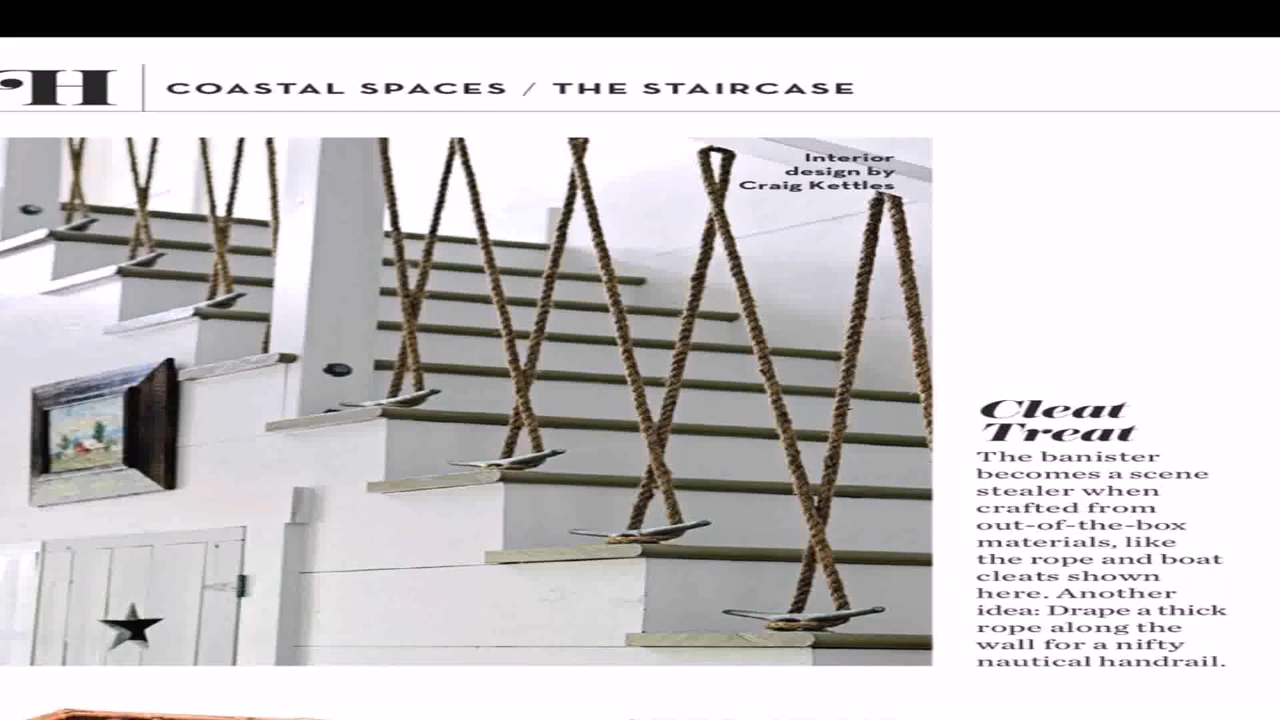 H
COASTAL SPACES / THE STAIRCASE
Interior
design by
Craig Kettles
Cleat
Treat
The banister
becomes a scene
stealer when
crafted from
out-of-the-box
materials, like
the rope and boat
cleats shown
here. Another
idea: Drape a thick
rope along the
wall for a nifty
nautical handrail.